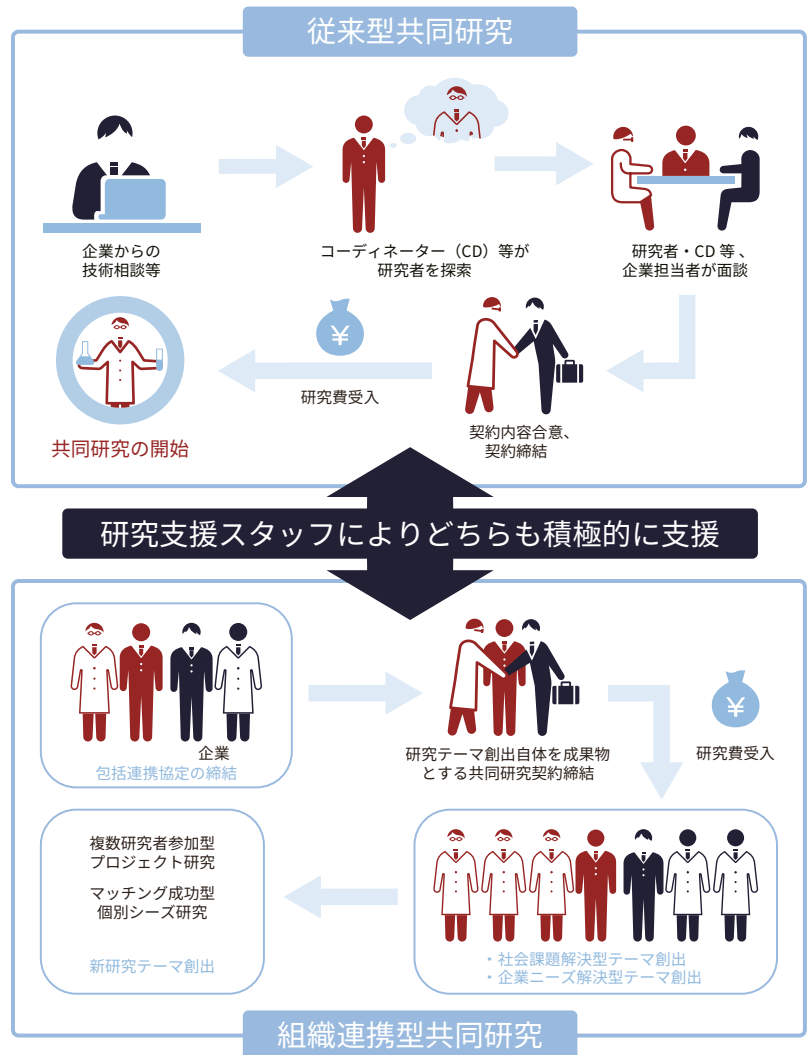 従来型共同研究
企業からの
技術相談等
コーディネーター（CD）等が
研究者を探索
研究者・CD 等 、
企業担当者が面談
契約内容合意、
契約締結
¥
研究費受入
共同研究の開始
研究支援スタッフによりどちらも積極的に支援
企業
包括連携協定の締結
研究テーマ創出自体を成果物
とする共同研究契約締結
¥
研究費受入
・社会課題解決型テーマ創出
・企業ニーズ解決型テーマ創出
複数研究者参加型
プロジェクト研究
マッチング成功型
個別シーズ研究
新研究テーマ創出
組織連携型共同研究